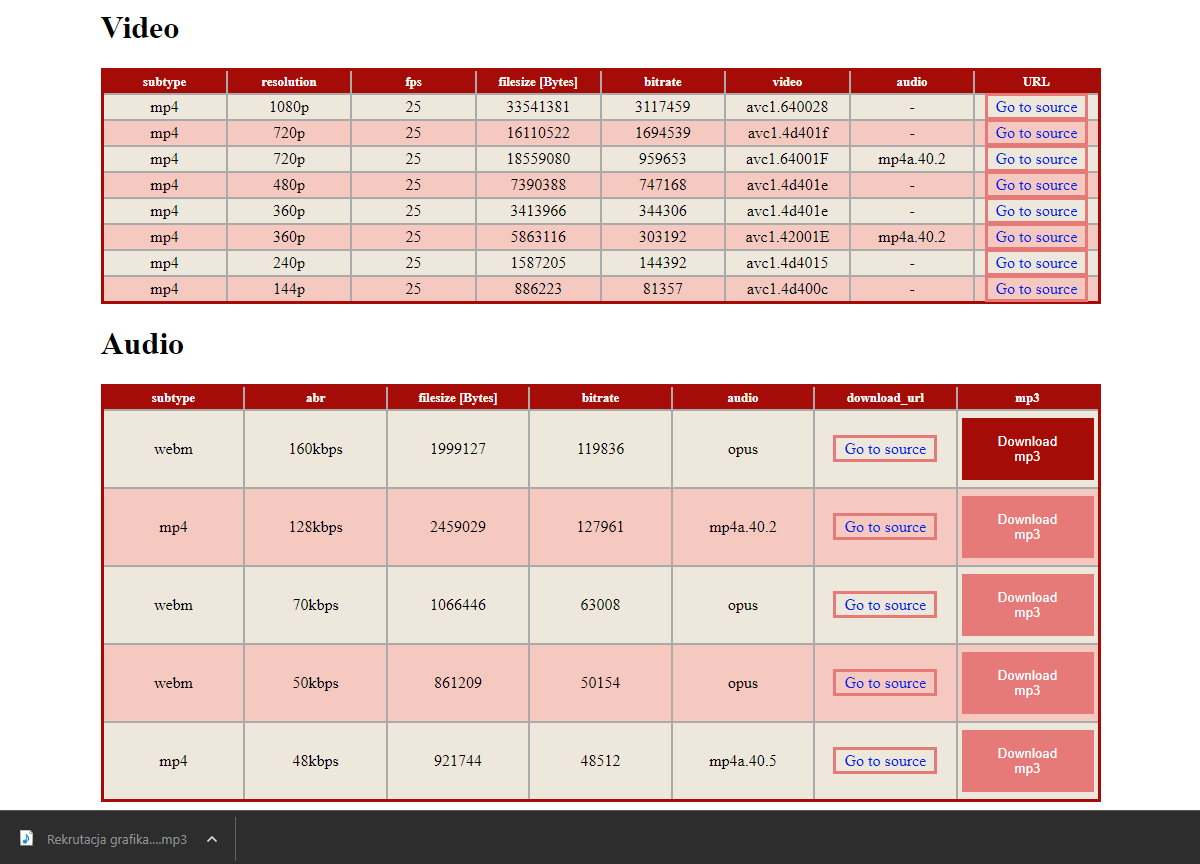 Video
subtype resolution fps filesize [Bytes] bitrate video audio URL
mp4 1080p 25 33541381 3117459 avc1.640028 - Go to source
mp4 720p 25 16110522 1694539 avc1.4d401f - Go to source
mp4 720p 25 18559080 959653 avc1.64001F mp4a.40.2 Go to source
mp4 480p 25 7390388 747168 avc1.4d401e - Go to source
mp4 360p 25 3413966 344306 avc1.4d401e - Go to source
mp4 360p 25 5863116 303192 avc1.42001E mp4a.40.2 Go to source
mp4 240p 25 1587205 144392 avc1.4d4015 - Go to source
mp4 144p 25 886223 81357 avc1.4d400c - Go to source
Audio
subtype abr filesize [Bytes] bitrate audio download_url mp3
webm 160kbps 1999127 119836 opus Go to source Download mp3
mp4 128kbps 2459029 127961 mp4a.40.2 Go to source Download mp3
webm 70kbps 1066446 63008 opus Go to source Download mp3
webm 50kbps 861209 50154 opus Go to source Download mp3
mp4 48kbps 921744 48512 mp4a.40.5 Go to source Download mp3
Rekrutacja grafika....mp3